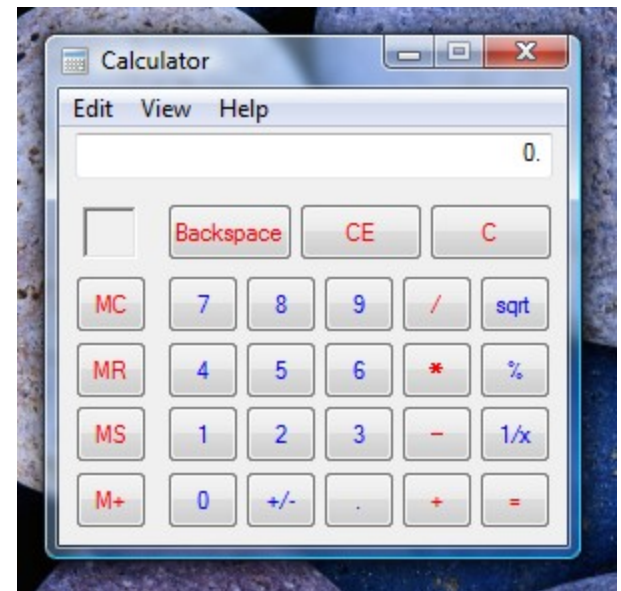 Calculator
Edit View Help
0.
Backspace CE C
MC 7 8 9 / sqrt
MR 4 5 6 * %
MS 1 2 3 - 1/x
M+ 0 +/- . + =